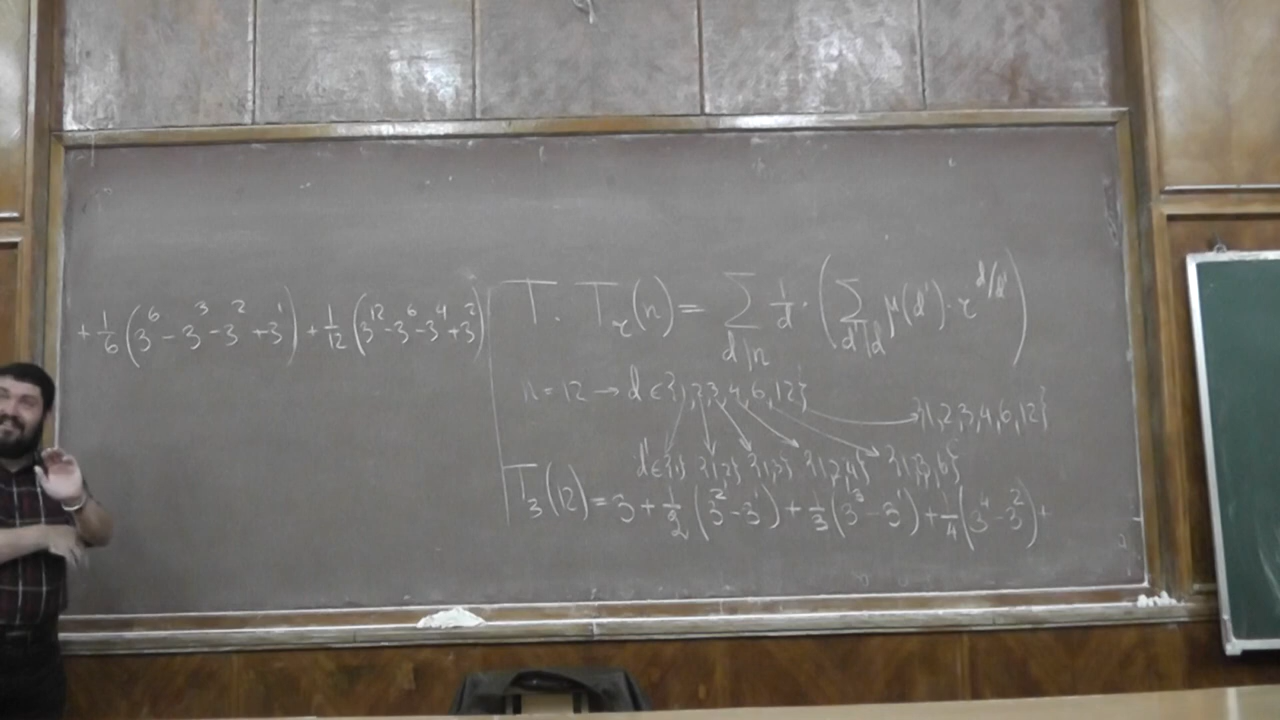 + 1/6 (3^6 - 3^3 - 3^2 + 3^1) + 1/12 (3^12 - 3^6 - 3^4 + 3^2)
T. T_r(n) = ∑_{d|n} 1/d · (∑_{d'|d} μ(d') · r^{d/d'})
n = 12 → d ∈ {1,2,3,4,6,12}
{1,2,3,4,6,12}
d' ∈ {1} {1,2} {1,3} {1,2,4} {1,2,3,6}
T_3(12) = 3 + 1/2 (3^2 - 3^1) + 1/3 (3^3 - 3^1) + 1/4 (3^4 - 3^2) +